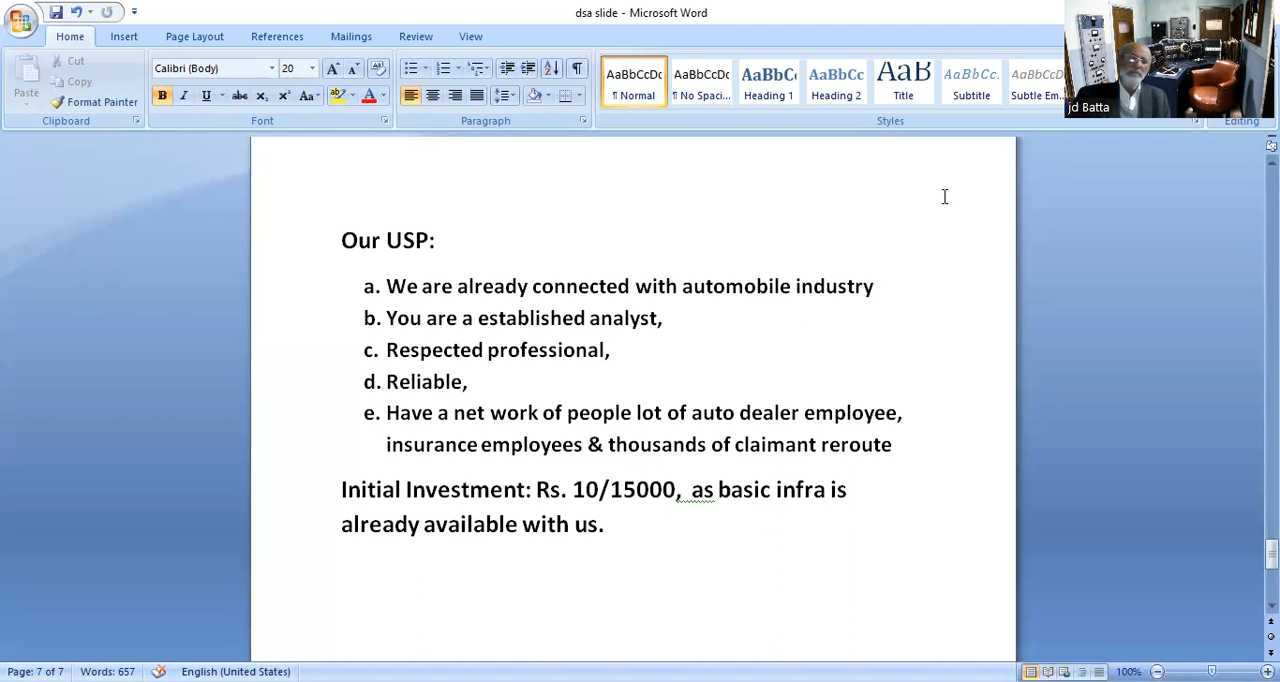 dsa slide - Microsoft Word
Home Insert Page Layout References Mailings Review View
Paste
Cut
Copy
Format Painter
Clipboard
Calibri (Body) 20
B I U abc X₂ X² Aa
Font
Paragraph
AaBbCcDc AaBbCcDc AaBbC AaBbCc AaB AaBbCc. AaBbCcDc
¶ Normal ¶ No Spaci... Heading 1 Heading 2 Title Subtitle Subtle Em...
Styles
Editing
jd Batta
Our USP:
a. We are already connected with automobile industry
b. You are a established analyst,
c. Respected professional,
d. Reliable,
e. Have a net work of people lot of auto dealer employee,
insurance employees & thousands of claimant reroute
Initial Investment: Rs. 10/15000, as basic infra is
already available with us.
Page: 7 of 7 Words: 657 English (United States) 100%